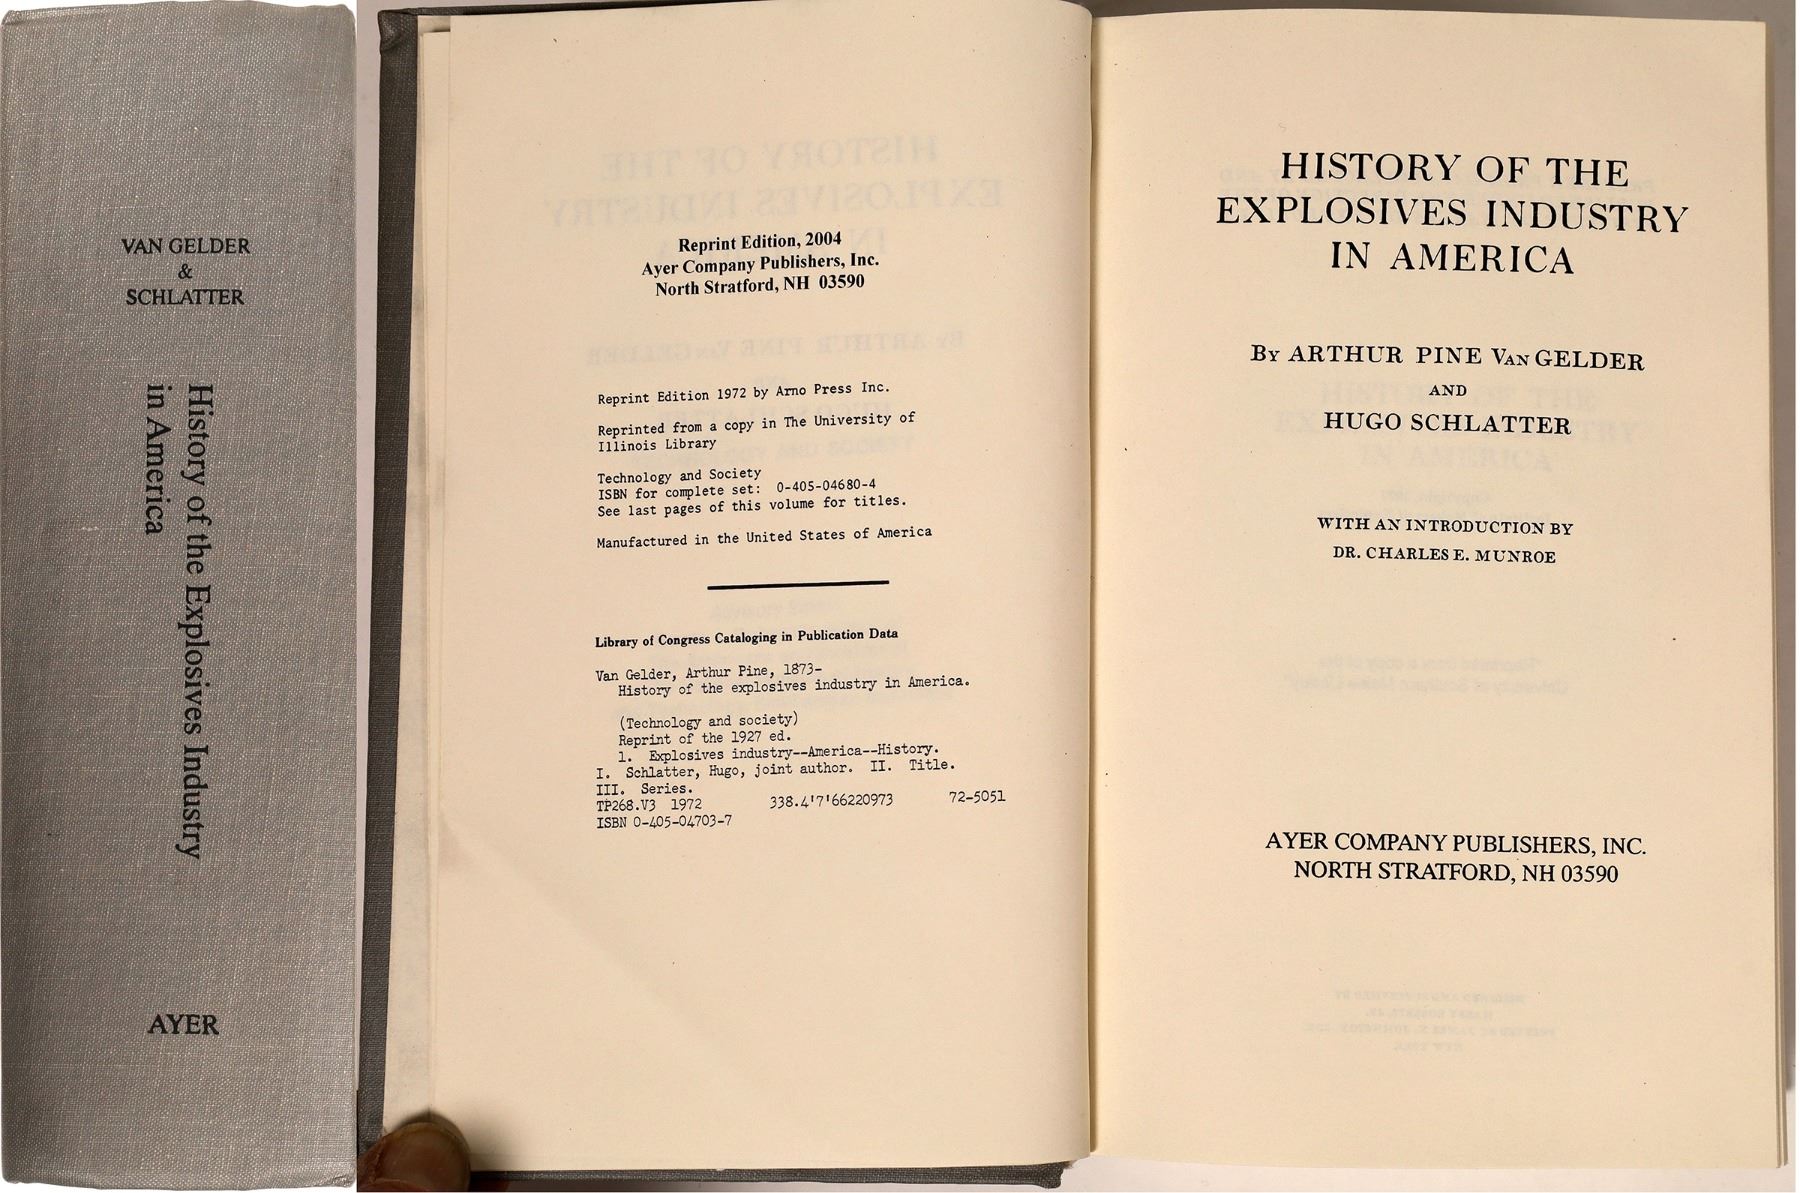 VAN GELDER
&
SCHLATTER
History of the Explosives Industry
in America
AYER
Reprint Edition, 2004
Ayer Company Publishers, Inc.
North Stratford, NH 03590
Reprint Edition 1972 by Arno Press Inc.
Reprinted from a copy in The University of
Illinois Library
Technology and Society
ISBN for complete set: 0-405-04680-4
See last pages of this volume for titles.
Manufactured in the United States of America
Library of Congress Cataloging in Publication Data
Van Gelder, Arthur Pine, 1873-
History of the explosives industry in America.
(Technology and society)
Reprint of the 1927 ed.
1. Explosives industry--America--History.
I. Schlatter, Hugo, joint author. II. Title.
III. Series.
TP268.V3 1972 338.4'7'66220973 72-5051
ISBN 0-405-04703-7
HISTORY OF THE
EXPLOSIVES INDUSTRY
IN AMERICA
By ARTHUR PINE VAN GELDER
AND
HUGO SCHLATTER
WITH AN INTRODUCTION BY
DR. CHARLES E. MUNROE
AYER COMPANY PUBLISHERS, INC.
NORTH STRATFORD, NH 03590